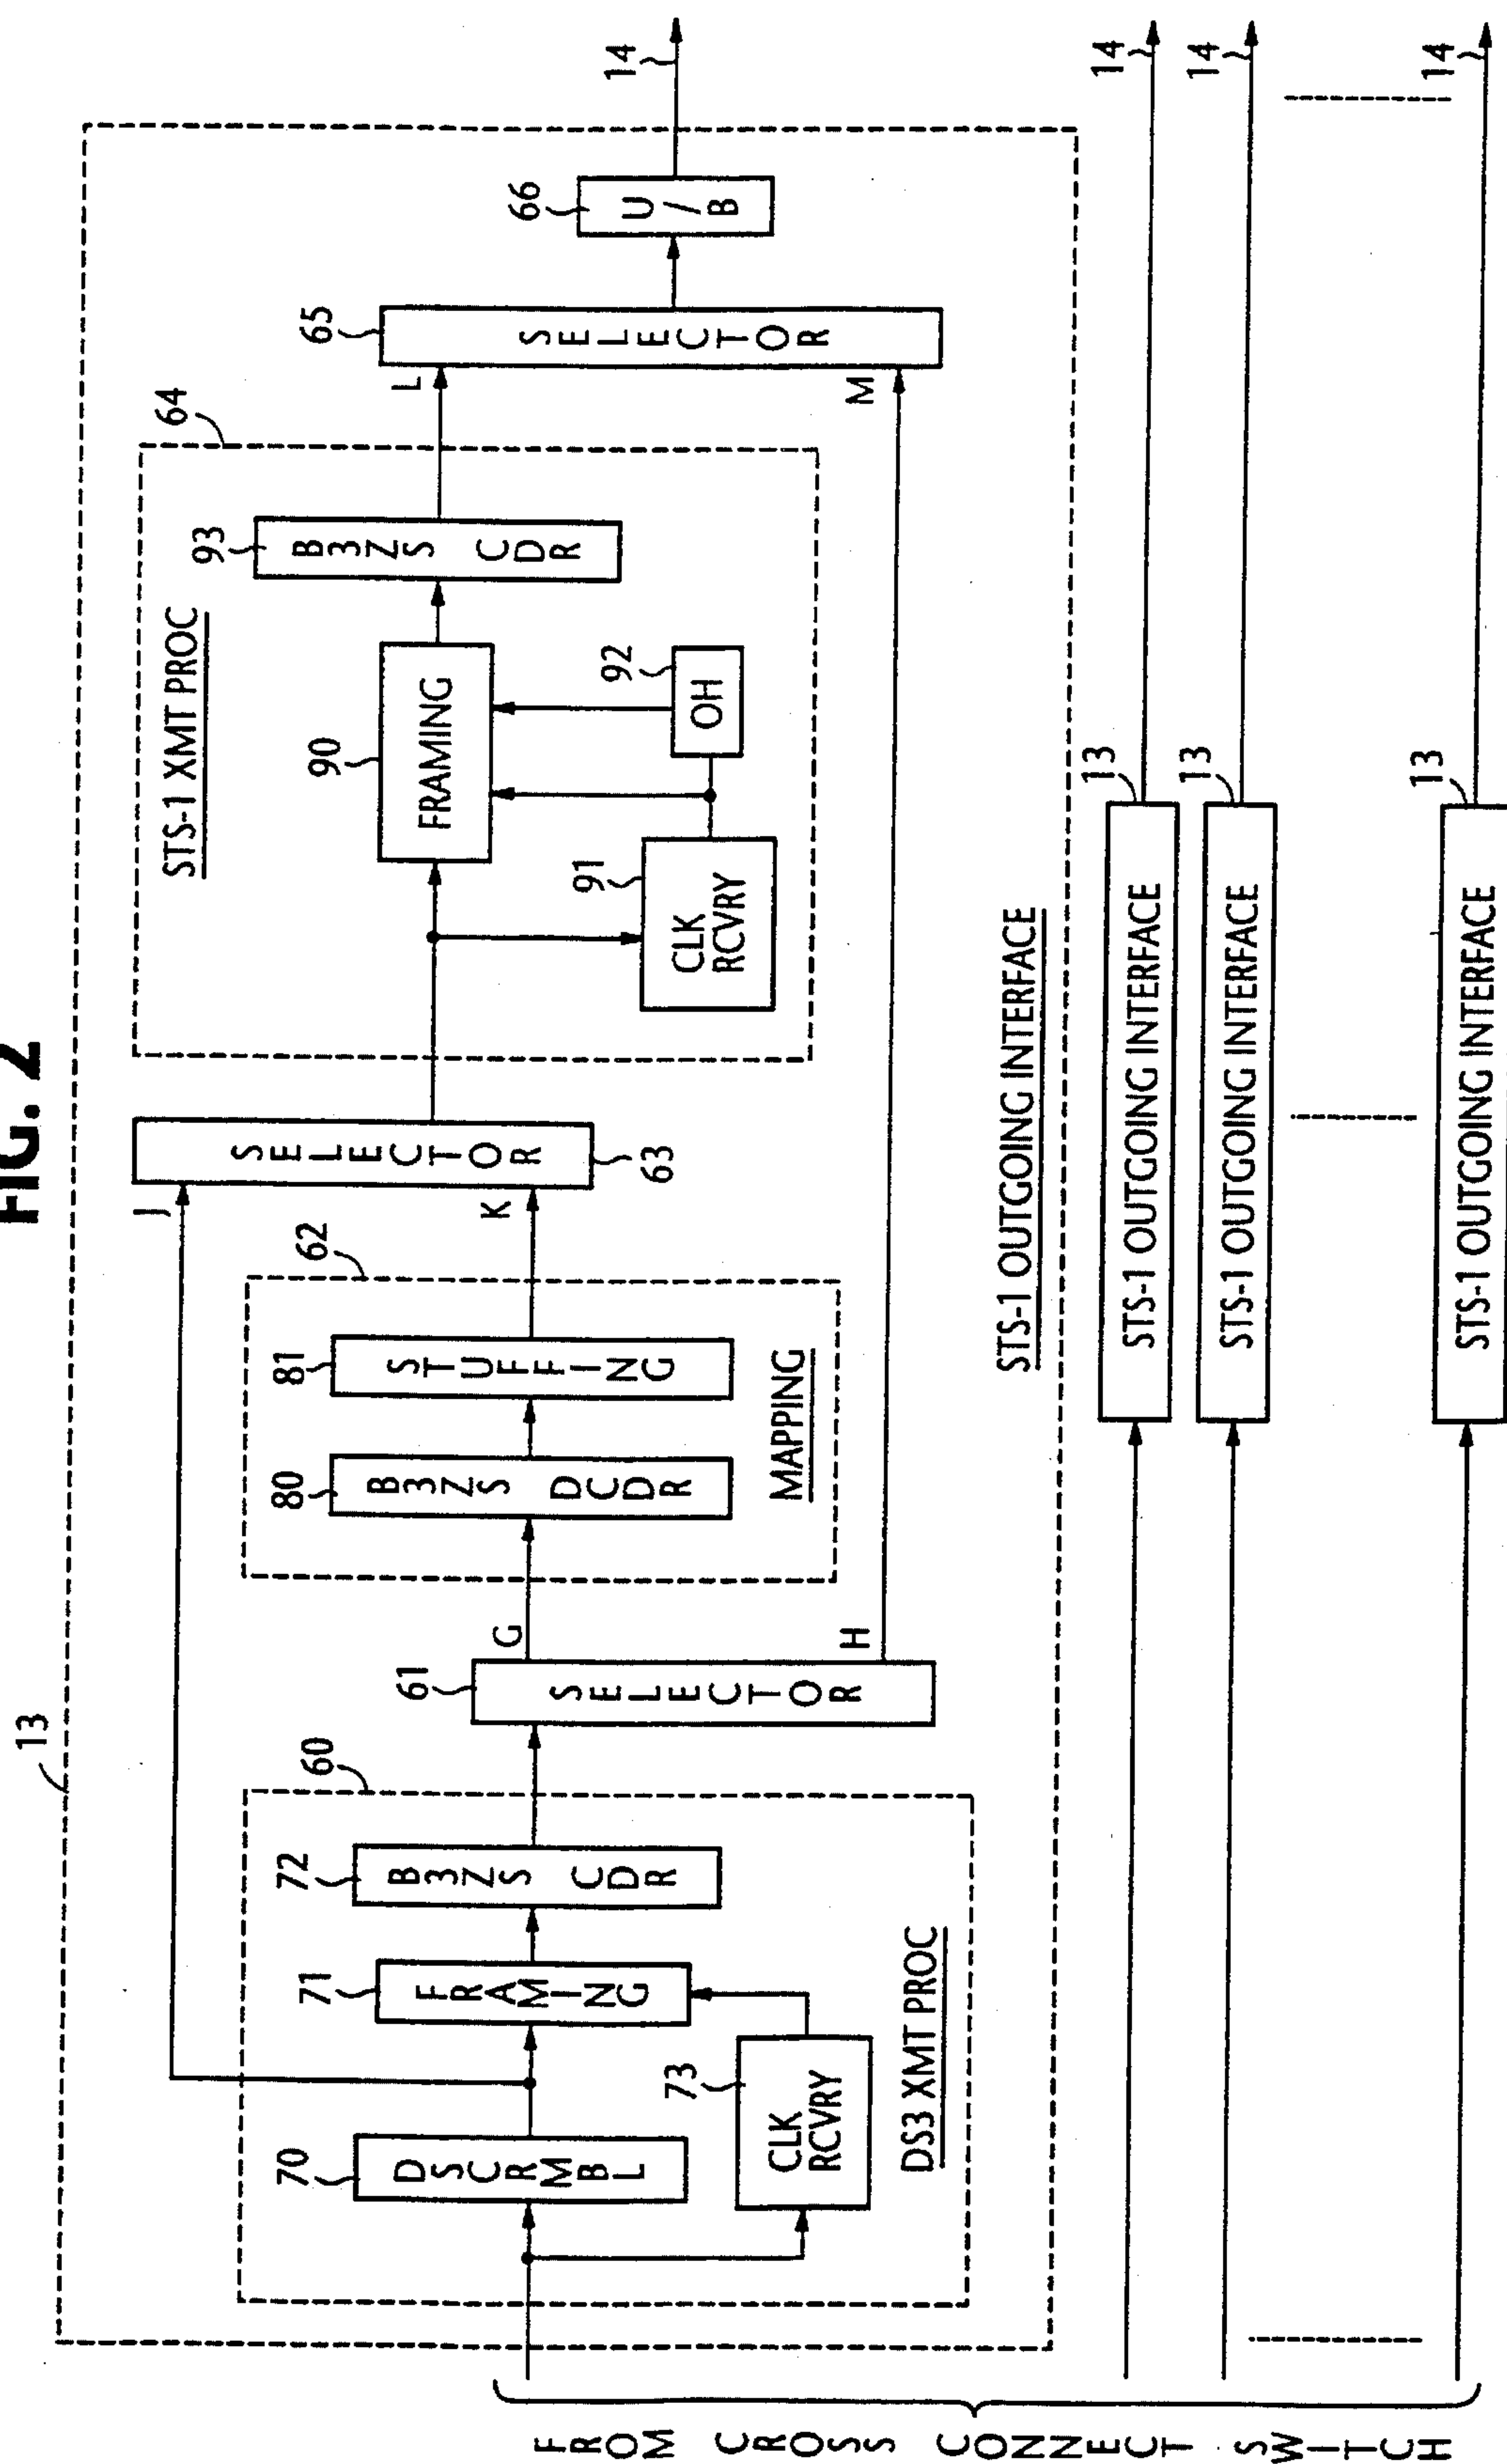 FIG. 2
13
14
64
65
66
STS-1 XMT PROC
93
B3ZS CDR
L
SELECTOR
U/B
90
FRAMING
92
OH
91
CLK
RCVRY
M
J
SELECTOR
63
K
62
81
STUFFING
80
B3ZS DCDR
MAPPING
G
H
61
SELECTOR
60
72
B3ZS CDR
71
FRAMING
70
DSCRMBL
73
CLK
RCVRY
DS3 XMT PROC
STS-1 OUTGOING INTERFACE
STS-1 OUTGOING INTERFACE
13
14
STS-1 OUTGOING INTERFACE
13
14
STS-1 OUTGOING INTERFACE
13
14
FROM CROSS CONNECT SWITCH